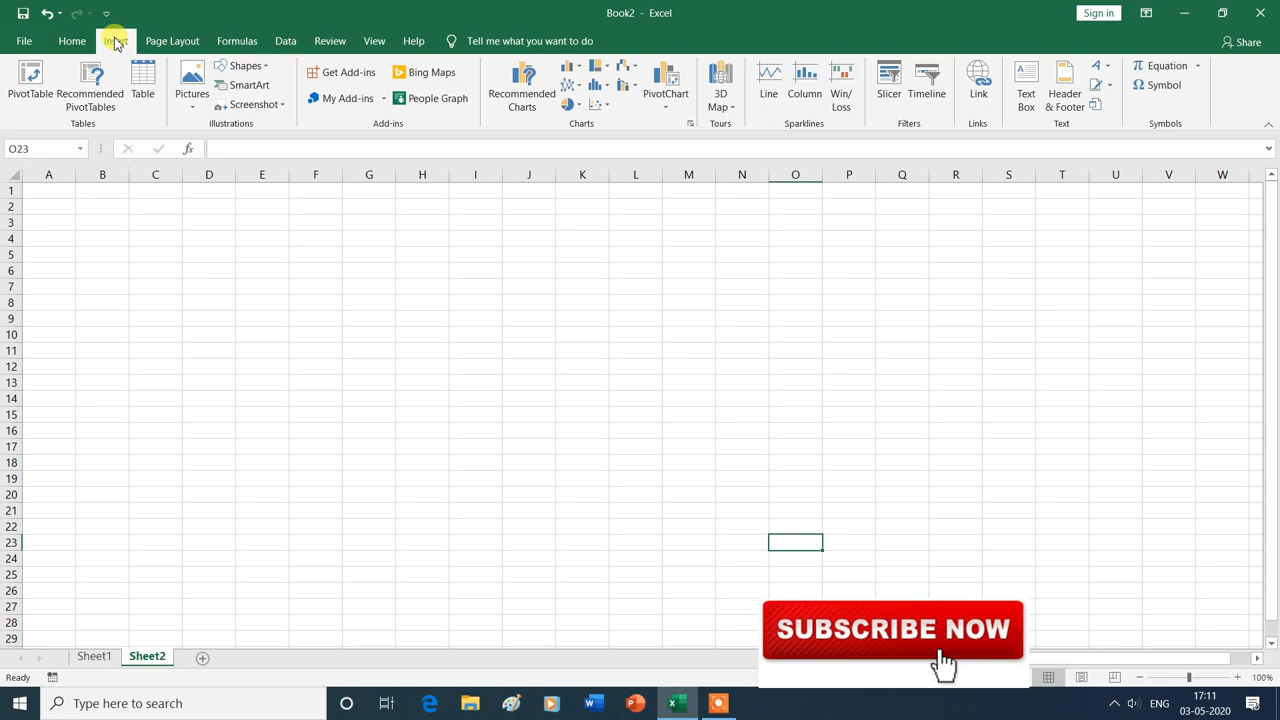 Book2 - Excel
Sign in
File Home Insert Page Layout Formulas Data Review View Help Tell me what you want to do Share
PivotTable Recommended PivotTables Table
Tables
Pictures Shapes SmartArt Screenshot
Illustrations
Get Add-ins My Add-ins Bing Maps People Graph
Add-ins
Recommended Charts PivotChart
Charts
3D Map
Tours
Line Column Win/Loss
Sparklines
Slicer Timeline
Filters
Link
Links
Text Box Header & Footer
Text
Equation Symbol
Symbols
O23 fx
A B C D E F G H I J K L M N O P Q R S T U V W
1
2
3
4
5
6
7
8
9
10
11
12
13
14
15
16
17
18
19
20
21
22
23
24
25
26
27
28
29
SUBSCRIBE NOW
Sheet1 Sheet2
Ready 100%
Type here to search
ENG
17:11
03-05-2020